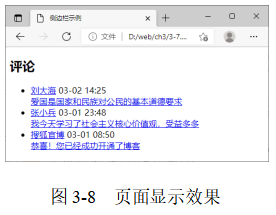 侧边栏示例
文件 D:/web/ch3/3-7....
评论
刘大海 03-02 14:25
爱国是国家和民族对公民的基本道德要求
张小兵 03-01 23:48
我今天学习了社会主义核心价值观，受益多多
搜狐官博 03-01 08:50
恭喜！您已经成功开通了博客
图 3-8 页面显示效果